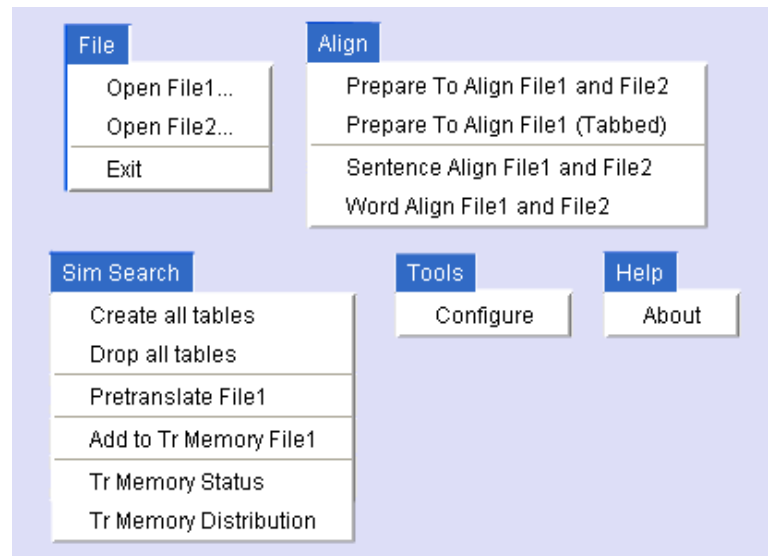 File
Open File1...
Open File2...
Exit
Align
Prepare To Align File1 and File2
Prepare To Align File1 (Tabbed)
Sentence Align File1 and File2
Word Align File1 and File2
Sim Search
Create all tables
Drop all tables
Pretranslate File1
Add to Tr Memory File1
Tr Memory Status
Tr Memory Distribution
Tools
Configure
Help
About